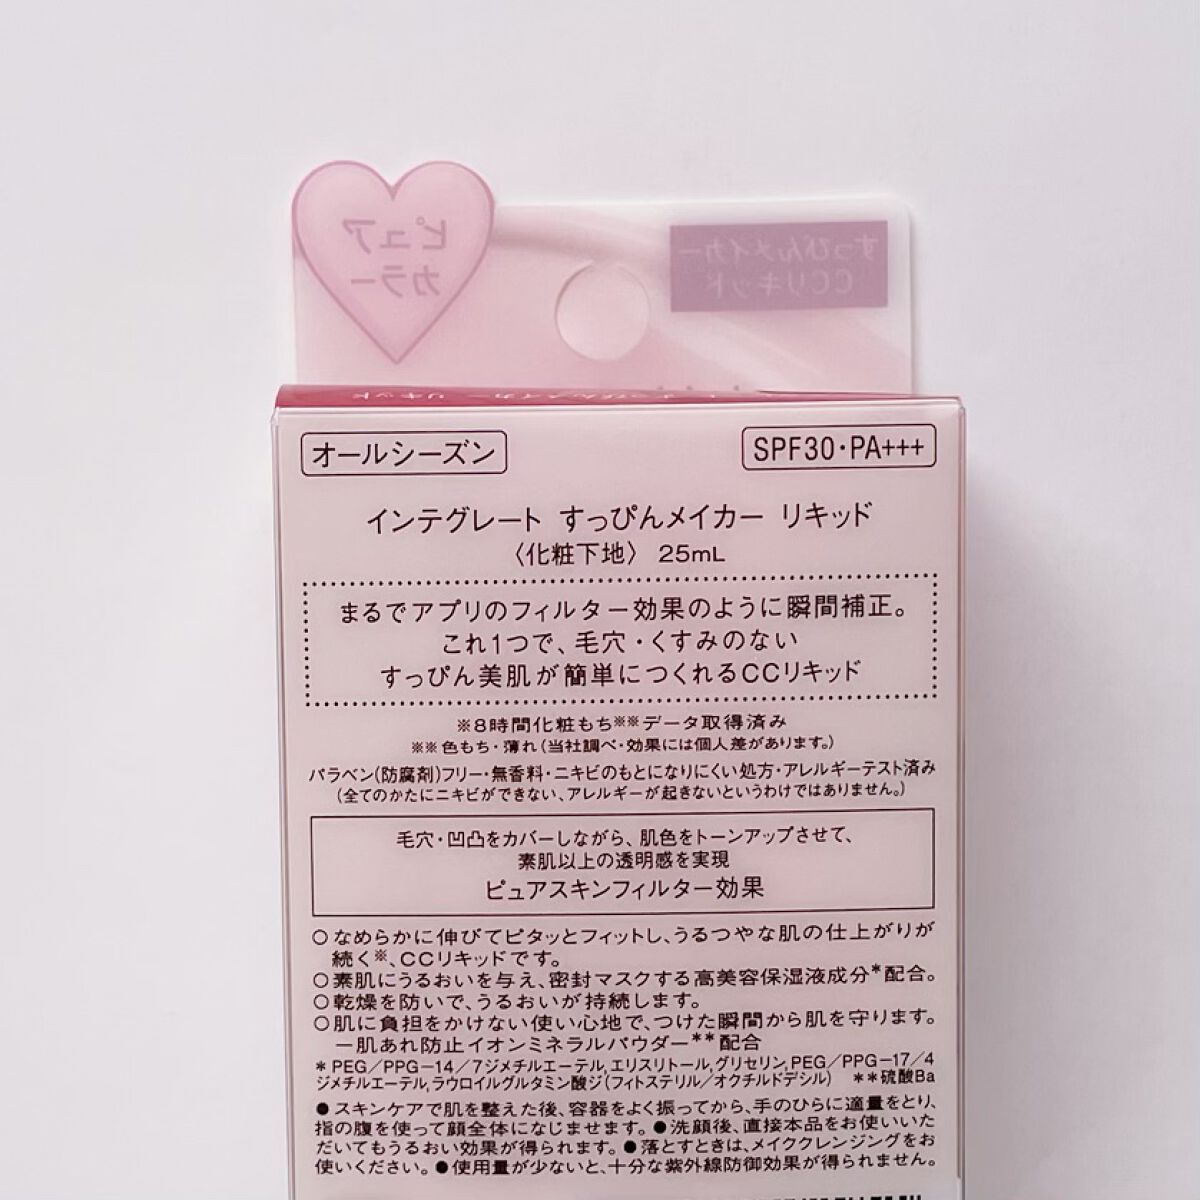 ピュア
カラー
すっぴんメイカー
CCリキッド
すっぴんメイカー リキッド
オールシーズン
SPF30・PA+++
インテグレート すっぴんメイカー リキッド
〈化粧下地〉 25mL
まるでアプリのフィルター効果のように瞬間補正。
これ1つで、毛穴・くすみのない
すっぴん美肌が簡単につくれるCCリキッド
※8時間化粧もち※※データ取得済み
※※色もち・薄れ(当社調べ・効果には個人差があります。)
パラベン(防腐剤)フリー・無香料・ニキビのもとになりにくい処方・アレルギーテスト済み
(全てのかたにニキビができない、アレルギーが起きないというわけではありません。)
毛穴・凹凸をカバーしながら、肌色をトーンアップさせて、
素肌以上の透明感を実現
ピュアスキンフィルター効果
○なめらかに伸びてピタッとフィットし、うるつやな肌の仕上がりが
続く※、CCリキッドです。
○素肌にうるおいを与え、密封マスクする高美容保湿液成分*配合。
○乾燥を防いで、うるおいが持続します。
○肌に負担をかけない使い心地で、つけた瞬間から肌を守ります。
ー肌あれ防止イオンミネラルパウダー**配合
*PEG/PPG-14/7ジメチルエーテル,エリスリトール,グリセリン,PEG/PPG-17/4
ジメチルエーテル,ラウロイルグルタミン酸ジ(フィトステリル/オクチルドデシル) **硫酸Ba
●スキンケアで肌を整えた後、容器をよく振ってから、手のひらに適量をとり、
指の腹を使って顔全体になじませます。●洗顔後、直接本品をお使いいた
だいてもうるおい効果が得られます。●落とすときは、メイククレンジングをお
使いください。●使用量が少ないと、十分な紫外線防御効果が得られません。